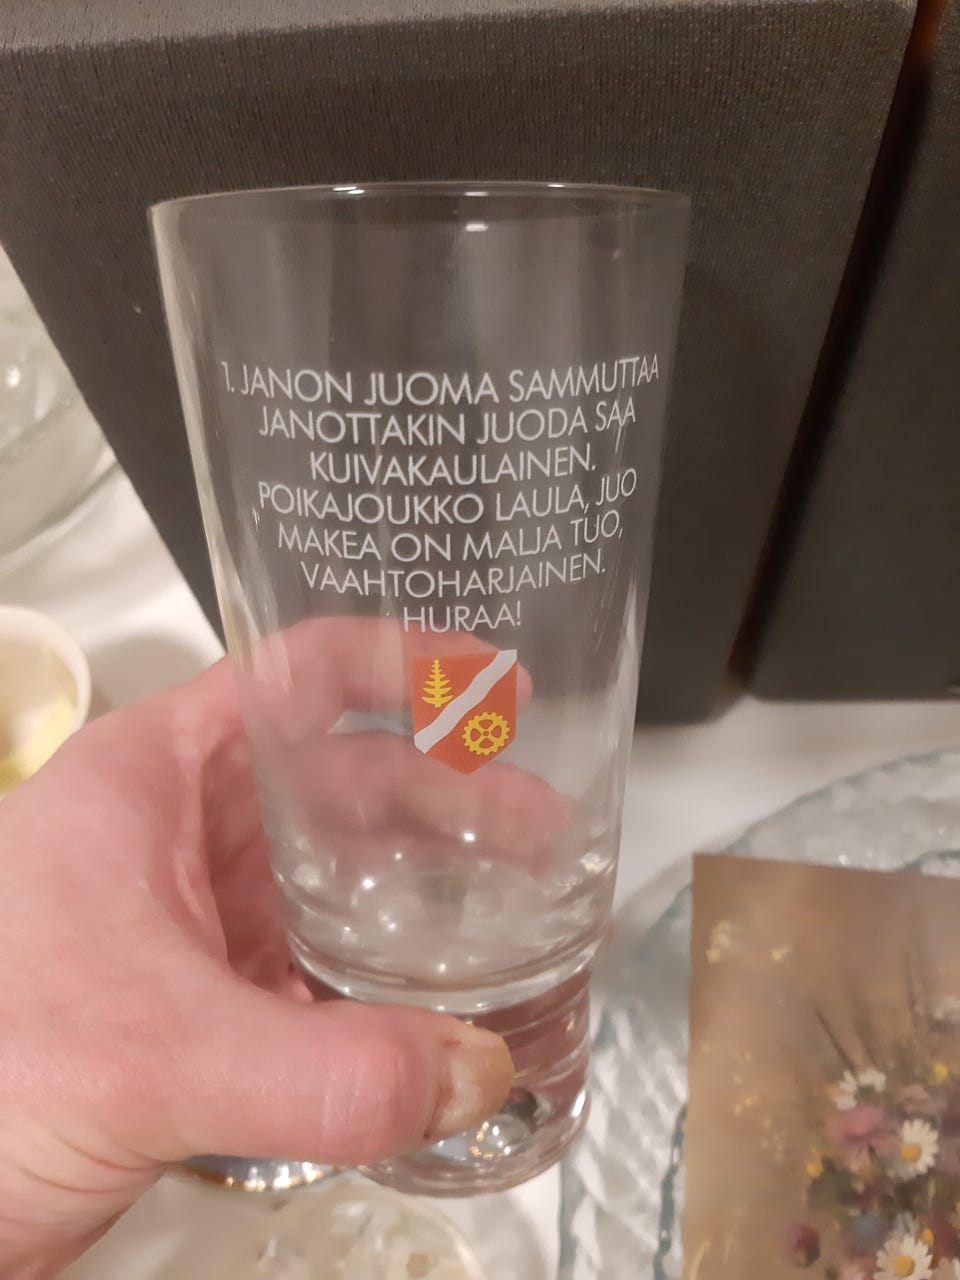 1. JANON JUOMA SAMMUTTAA
JANOTTAKIN JUODA SAA
KUIVAKAULAINEN.
POIKAJOUKKO LAULA, JUO
MAKEA ON MALJA TUO,
VAAHTOHARJAINEN.
HURAA!